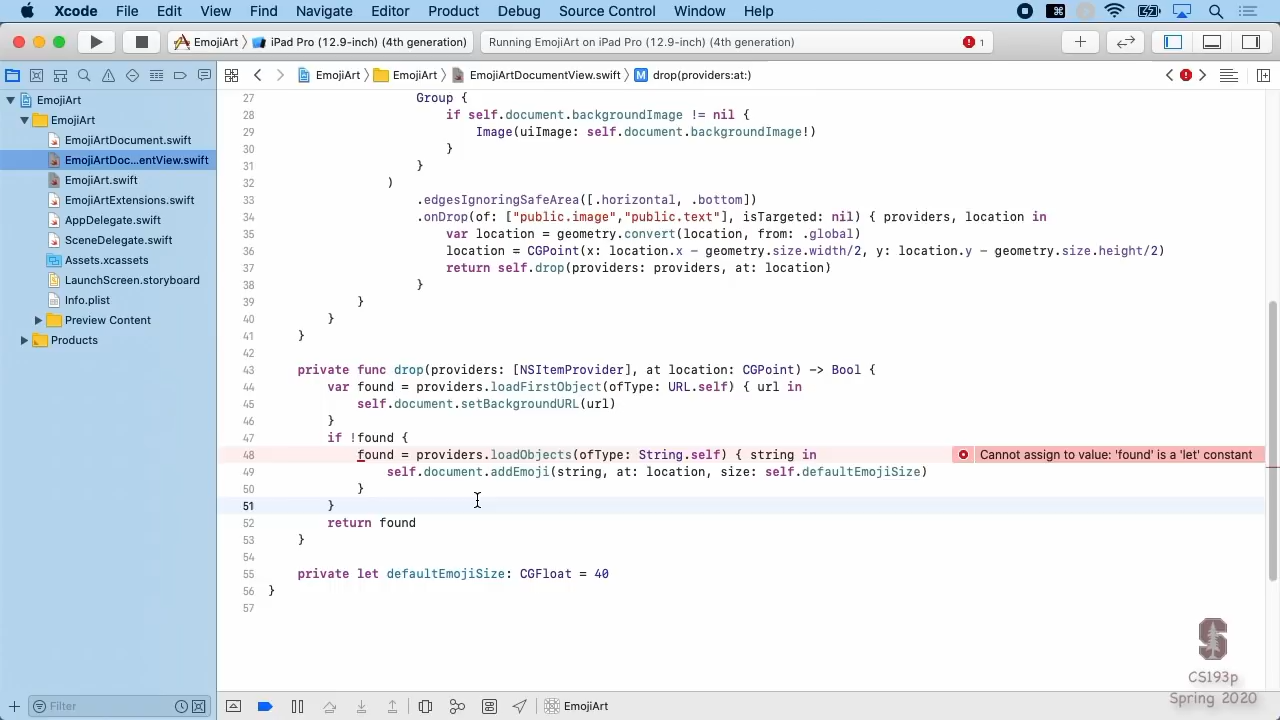 Xcode File Edit View Find Navigate Editor Product Debug Source Control Window Help
EmojiArt iPad Pro (12.9-inch) (4th generation) Running EmojiArt on iPad Pro (12.9-inch) (4th generation) 1
EmojiArt EmojiArt EmojiArtDocumentView.swift M drop(providers:at:)
EmojiArt
EmojiArt
EmojiArtDocument.swift
EmojiArtDoc...entView.swift
EmojiArt.swift
EmojiArtExtensions.swift
AppDelegate.swift
SceneDelegate.swift
Assets.xcassets
LaunchScreen.storyboard
Info.plist
Preview Content
Products
Filter
27 Group {
28 if self.document.backgroundImage != nil {
29 Image(uiImage: self.document.backgroundImage!)
30 }
31 }
32 )
33 .edgesIgnoringSafeArea([.horizontal, .bottom])
34 .onDrop(of: ["public.image","public.text"], isTargeted: nil) { providers, location in
35 var location = geometry.convert(location, from: .global)
36 location = CGPoint(x: location.x - geometry.size.width/2, y: location.y - geometry.size.height/2)
37 return self.drop(providers: providers, at: location)
38 }
39 }
40 }
41 }
42
43 private func drop(providers: [NSItemProvider], at location: CGPoint) -> Bool {
44 var found = providers.loadFirstObject(ofType: URL.self) { url in
45 self.document.setBackgroundURL(url)
46 }
47 if !found {
48 found = providers.loadObjects(ofType: String.self) { string in Cannot assign to value: 'found' is a 'let' constant
49 self.document.addEmoji(string, at: location, size: self.defaultEmojiSize)
50 }
51 }
52 return found
53 }
54
55 private let defaultEmojiSize: CGFloat = 40
56 }
57
EmojiArt
CS193p
Spring 2020